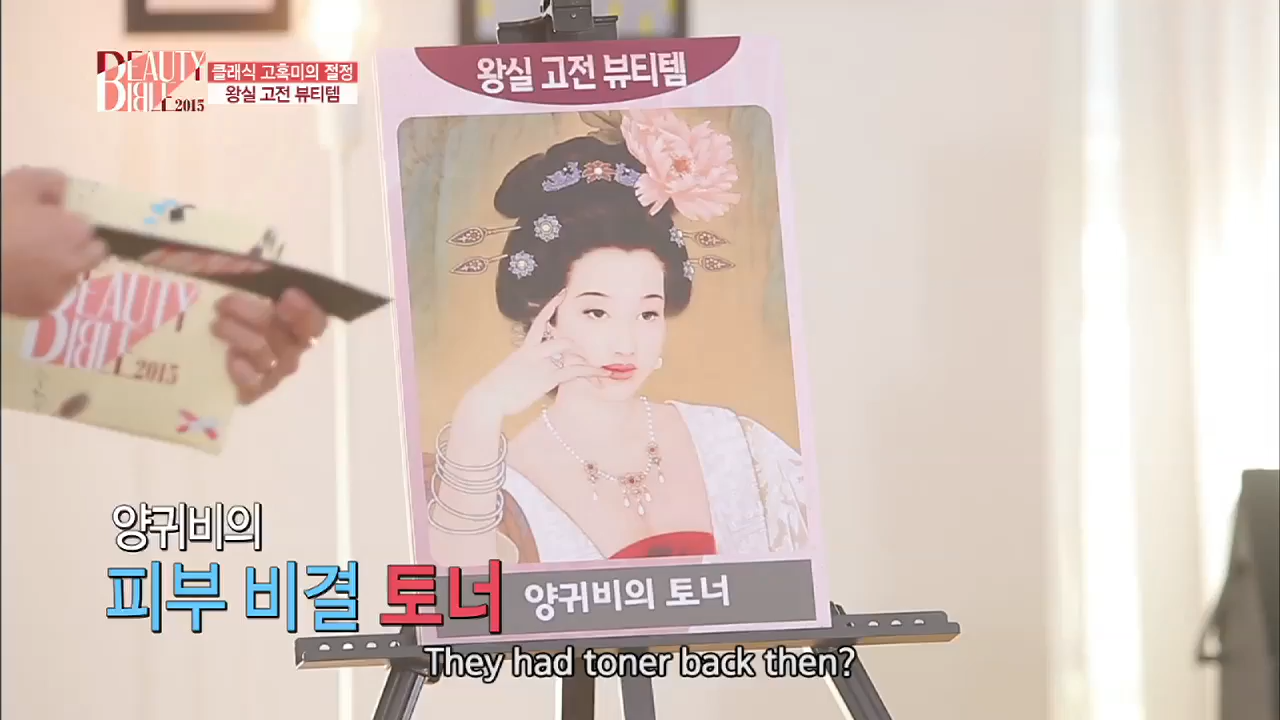 BEAUTY
BIBLE 2015
클래식 고혹미의 절정
왕실 고전 뷰티템
왕실 고전 뷰티템
BEAUTY
BIBLE 2015
양귀비의
피부 비결 토너
양귀비의 토너
They had toner back then?